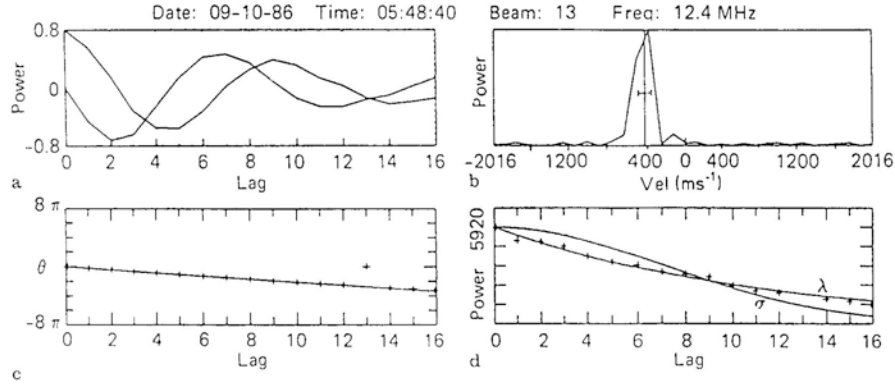 Date: 09-10-86 Time: 05:48:40 Beam: 13 Freq: 12.4 MHz
0.8
0
-0.8
Power
0 2 4 6 8 10 12 14 16
Lag
a
Power
-2016 1200 400 0 400 1200 2016
Vel (ms⁻¹)
b
8 π
θ
-8 π
0 2 4 6 8 10 12 14 16
Lag
c
5920
Power
λ
σ
0 2 4 6 8 10 12 14 16
Lag
d